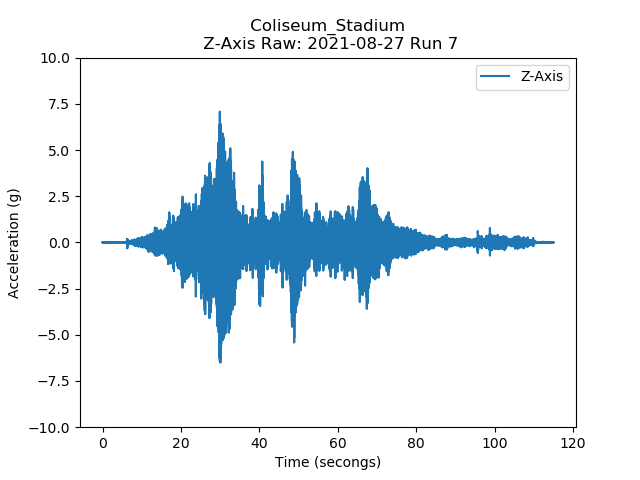 Coliseum_Stadium
Z-Axis Raw: 2021-08-27 Run 7
Z-Axis
10.0
7.5
5.0
2.5
0.0
−2.5
−5.0
−7.5
−10.0
Acceleration (g)
0 20 40 60 80 100 120
Time (secongs)